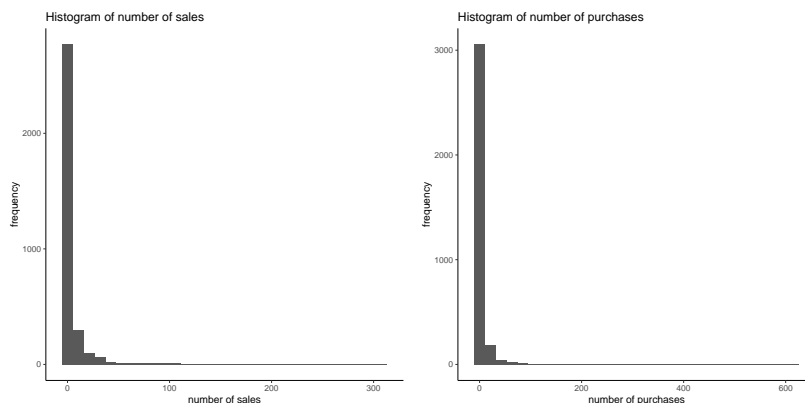 Histogram of number of sales
frequency
2000
1000
0
0 100 200 300
number of sales
Histogram of number of purchases
frequency
3000
2000
1000
0
0 200 400 600
number of purchases